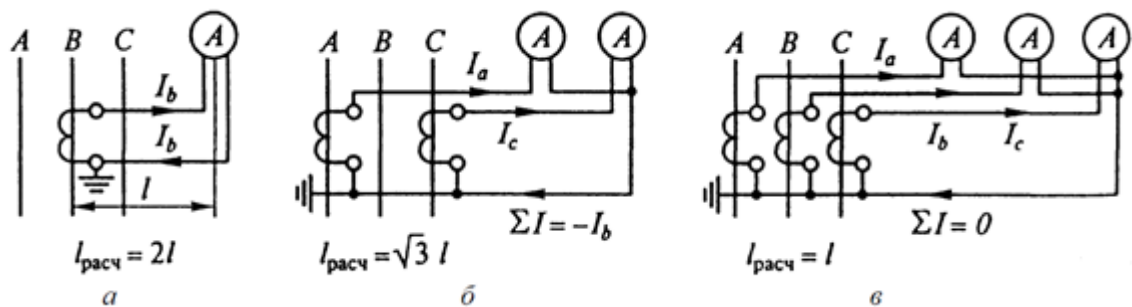 A B C A
I_b
I_b
l
l_расч = 2l
а
A B C A A
I_a
I_c
ΣI = −I_b
l_расч = √3 l
б
A B C A A A
I_a
I_b I_c
ΣI = 0
l_расч = l
в